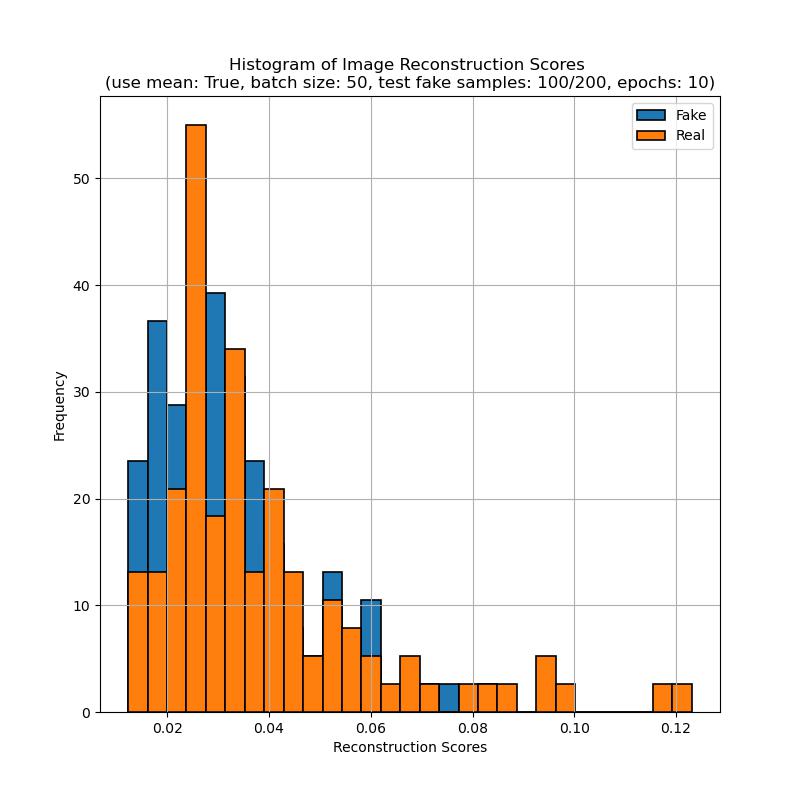 Histogram of Image Reconstruction Scores
(use mean: True, batch size: 50, test fake samples: 100/200, epochs: 10)
Fake
Real
50
40
30
20
10
0
Frequency
0.02 0.04 0.06 0.08 0.10 0.12
Reconstruction Scores